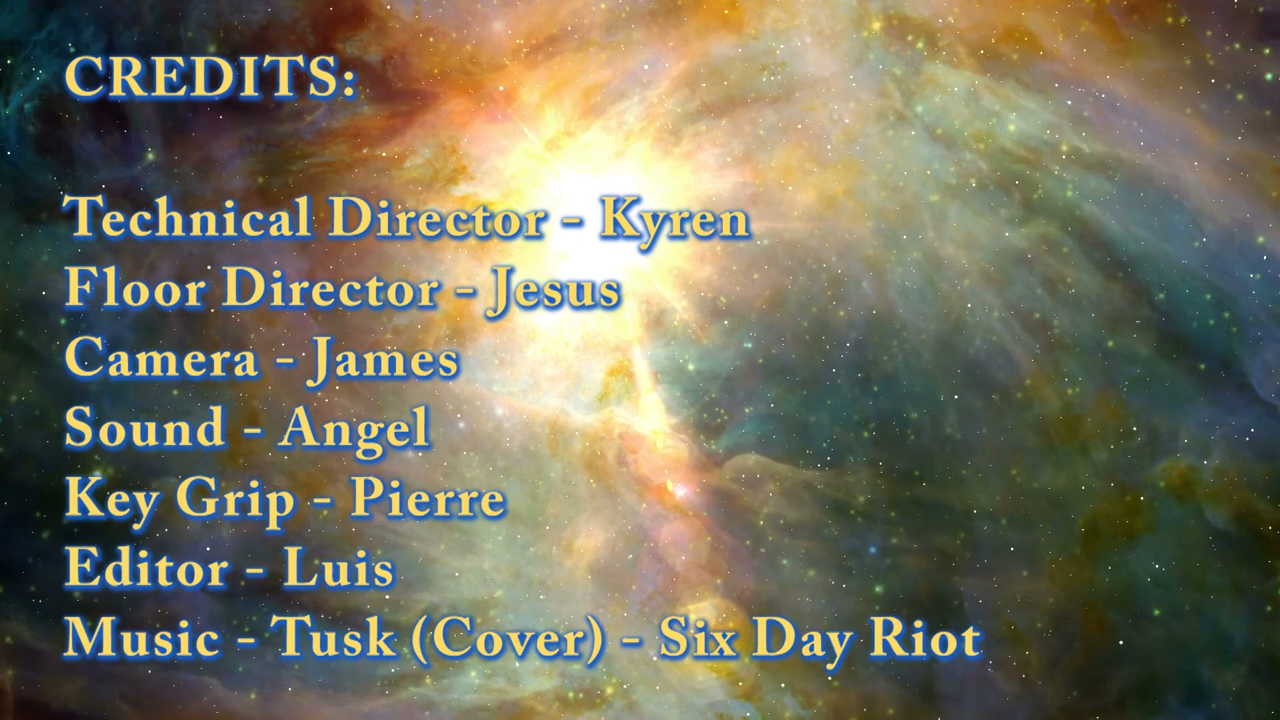 CREDITS:
Technical Director - Kyren
Floor Director - Jesus
Camera - James
Sound - Angel
Key Grip - Pierre
Editor - Luis
Music - Tusk (Cover) - Six Day Riot